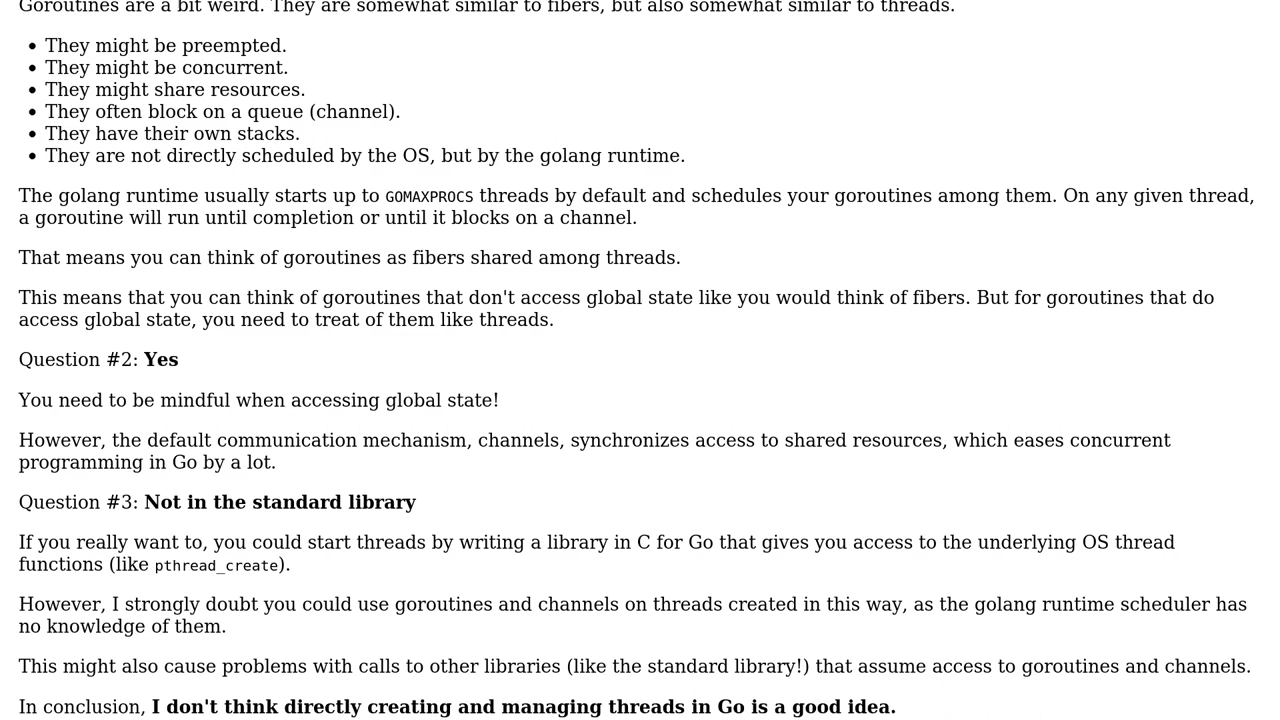 Goroutines are a bit weird. They are somewhat similar to fibers, but also somewhat similar to threads.
• They might be preempted.
• They might be concurrent.
• They might share resources.
• They often block on a queue (channel).
• They have their own stacks.
• They are not directly scheduled by the OS, but by the golang runtime.
The golang runtime usually starts up to GOMAXPROCS threads by default and schedules your goroutines among them. On any given thread,
a goroutine will run until completion or until it blocks on a channel.
That means you can think of goroutines as fibers shared among threads.
This means that you can think of goroutines that don't access global state like you would think of fibers. But for goroutines that do
access global state, you need to treat of them like threads.
Question #2: Yes
You need to be mindful when accessing global state!
However, the default communication mechanism, channels, synchronizes access to shared resources, which eases concurrent
programming in Go by a lot.
Question #3: Not in the standard library
If you really want to, you could start threads by writing a library in C for Go that gives you access to the underlying OS thread
functions (like pthread_create).
However, I strongly doubt you could use goroutines and channels on threads created in this way, as the golang runtime scheduler has
no knowledge of them.
This might also cause problems with calls to other libraries (like the standard library!) that assume access to goroutines and channels.
In conclusion, I don't think directly creating and managing threads in Go is a good idea.